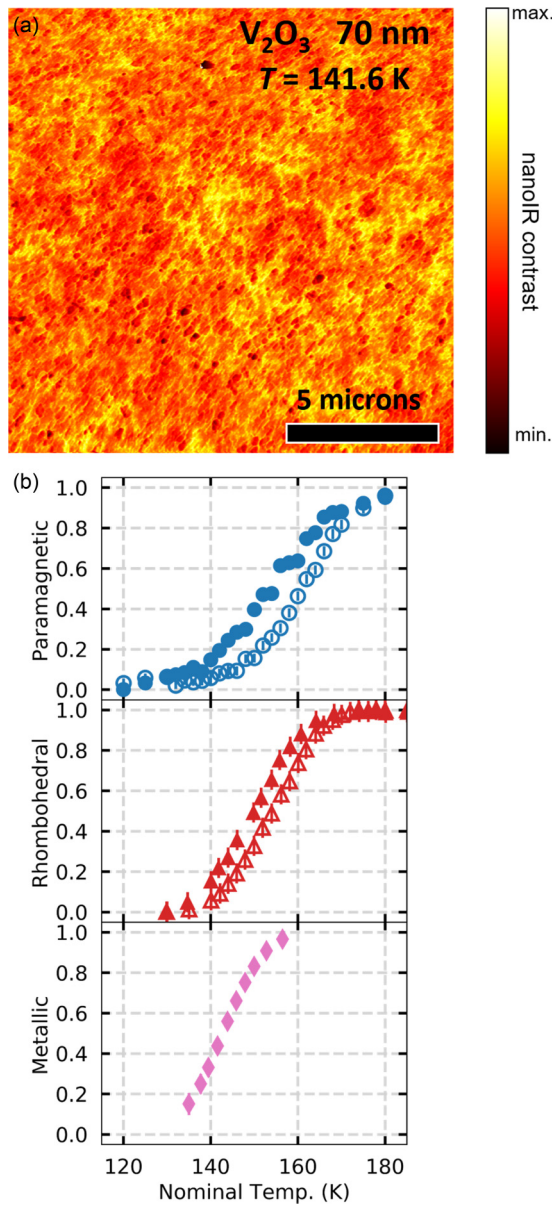 (a)
V₂O₃ 70 nm
T = 141.6 K
5 microns
max.
nanoIR contrast
min.
(b)
1.0
0.8
0.6
0.4
0.2
0.0
Paramagnetic
1.0
0.8
0.6
0.4
0.2
0.0
Rhombohedral
1.0
0.8
0.6
0.4
0.2
0.0
Metallic
120 140 160 180
Nominal Temp. (K)